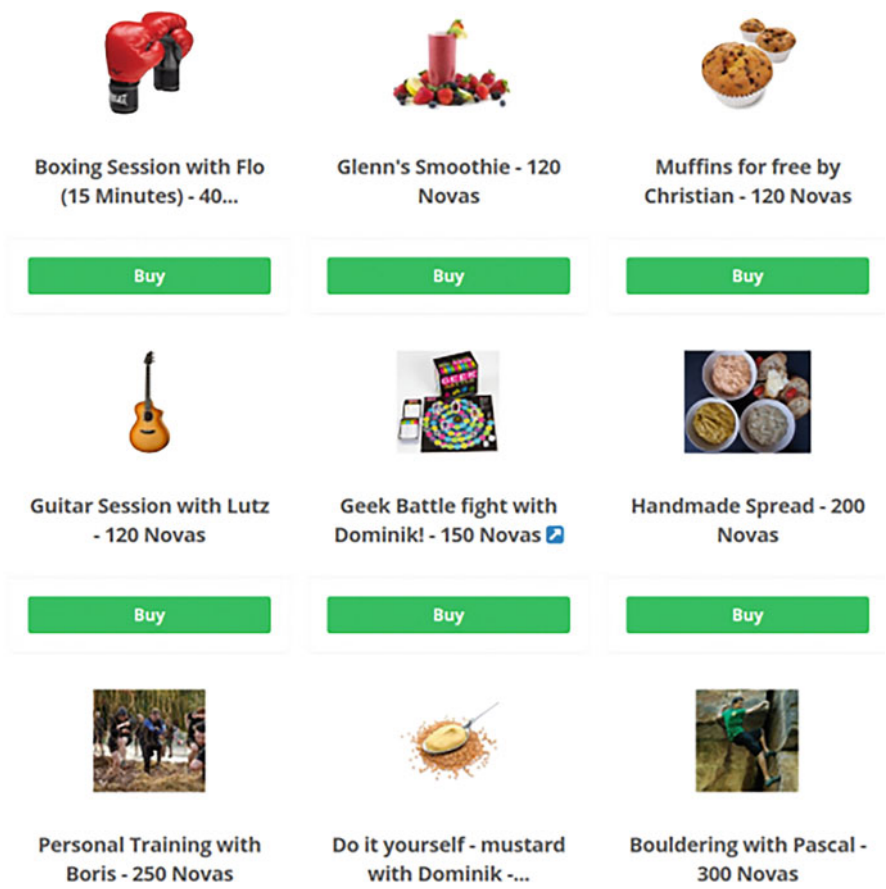 Boxing Session with Flo
(15 Minutes) - 40...
Glenn's Smoothie - 120
Novas
Muffins for free by
Christian - 120 Novas
Buy
Buy
Buy
GEEK
Guitar Session with Lutz
- 120 Novas
Geek Battle fight with
Dominik! - 150 Novas
Handmade Spread - 200
Novas
Buy
Buy
Buy
Personal Training with
Boris - 250 Novas
Do it yourself - mustard
with Dominik -...
Bouldering with Pascal -
300 Novas